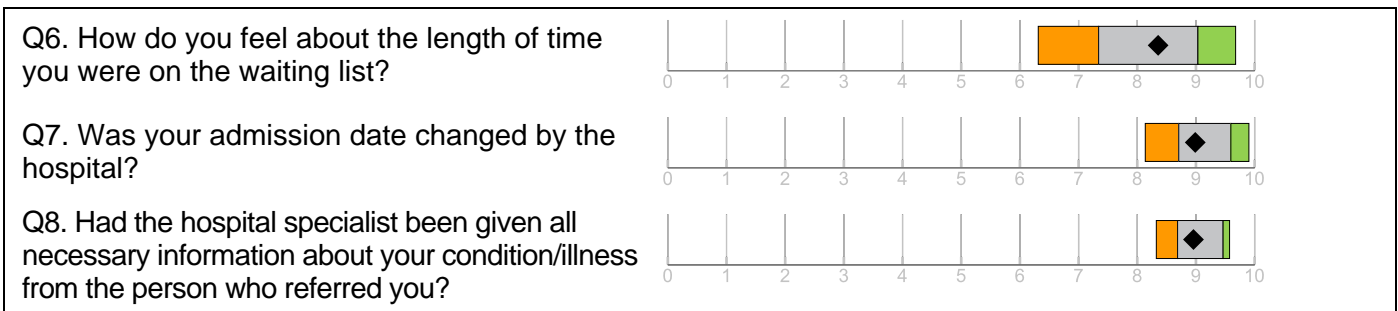 Q6. How do you feel about the length of time
you were on the waiting list?
0 1 2 3 4 5 6 7 8 9 10
Q7. Was your admission date changed by the
hospital?
0 1 2 3 4 5 6 7 8 9 10
Q8. Had the hospital specialist been given all
necessary information about your condition/illness
from the person who referred you?
0 1 2 3 4 5 6 7 8 9 10